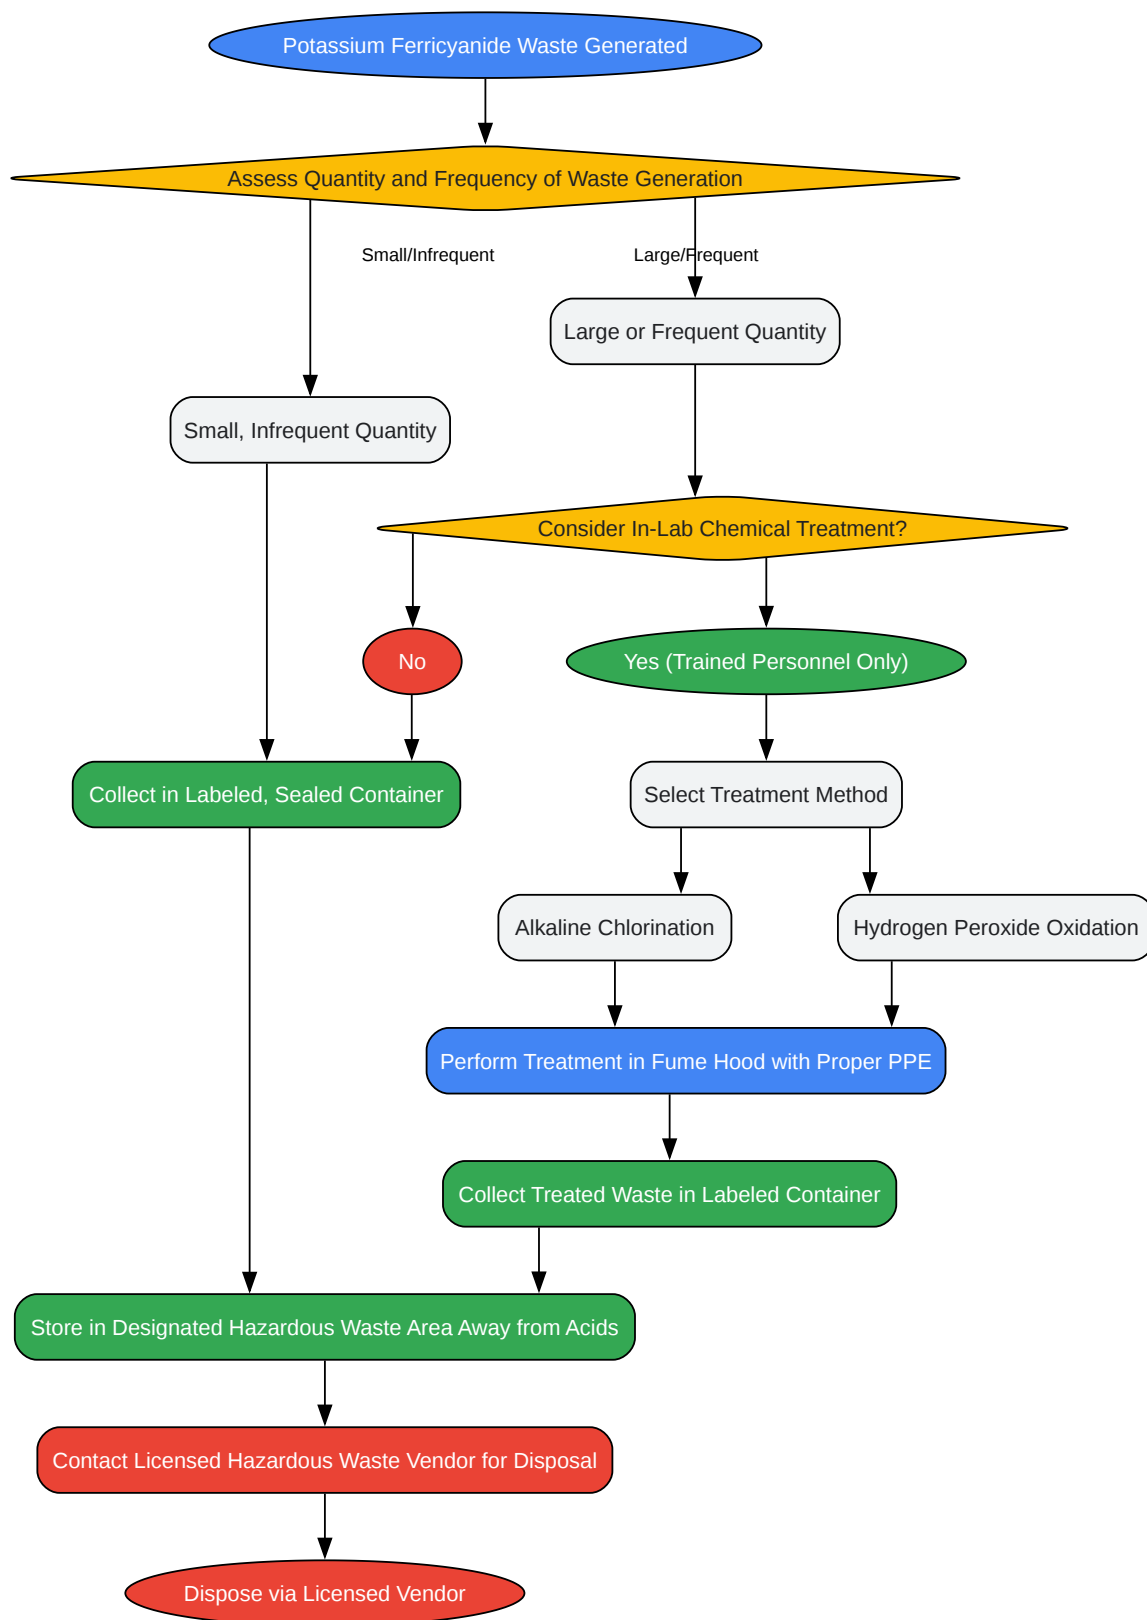 Potassium Ferricyanide Waste Generated
Assess Quantity and Frequency of Waste Generation
Small/Infrequent
Large/Frequent
Large or Frequent Quantity
Small, Infrequent Quantity
Consider In-Lab Chemical Treatment?
No
Yes (Trained Personnel Only)
Collect in Labeled, Sealed Container
Select Treatment Method
Alkaline Chlorination
Hydrogen Peroxide Oxidation
Perform Treatment in Fume Hood with Proper PPE
Collect Treated Waste in Labeled Container
Store in Designated Hazardous Waste Area Away from Acids
Contact Licensed Hazardous Waste Vendor for Disposal
Dispose via Licensed Vendor